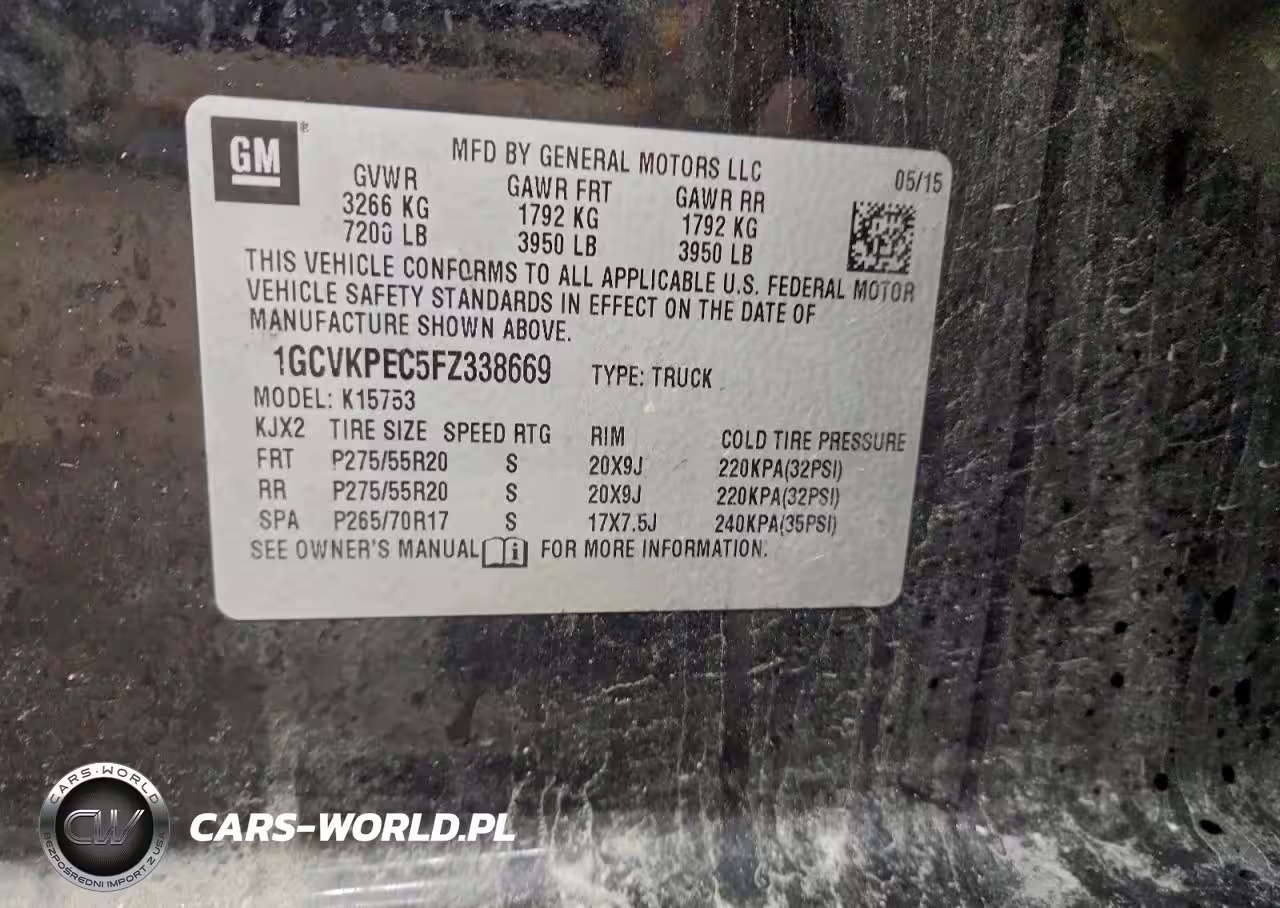 GM
MFD BY GENERAL MOTORS LLC
05/15
GVWR GAWR FRT GAWR RR
3266 KG 1792 KG 1792 KG
7200 LB 3950 LB 3950 LB
THIS VEHICLE CONFORMS TO ALL APPLICABLE U.S. FEDERAL MOTOR
VEHICLE SAFETY STANDARDS IN EFFECT ON THE DATE OF
MANUFACTURE SHOWN ABOVE.
1GCVKPEC5FZ338669 TYPE: TRUCK
MODEL: K15753
KJX2 TIRE SIZE SPEED RTG RIM COLD TIRE PRESSURE
FRT P275/55R20 S 20X9J 220KPA(32PSI)
RR P275/55R20 S 20X9J 220KPA(32PSI)
SPA P265/70R17 S 17X7.5J 240KPA(35PSI)
SEE OWNER'S MANUAL FOR MORE INFORMATION.
CARS-WORLD
CW
BEZPOŚREDNI IMPORT Z USA
CARS-WORLD.PL